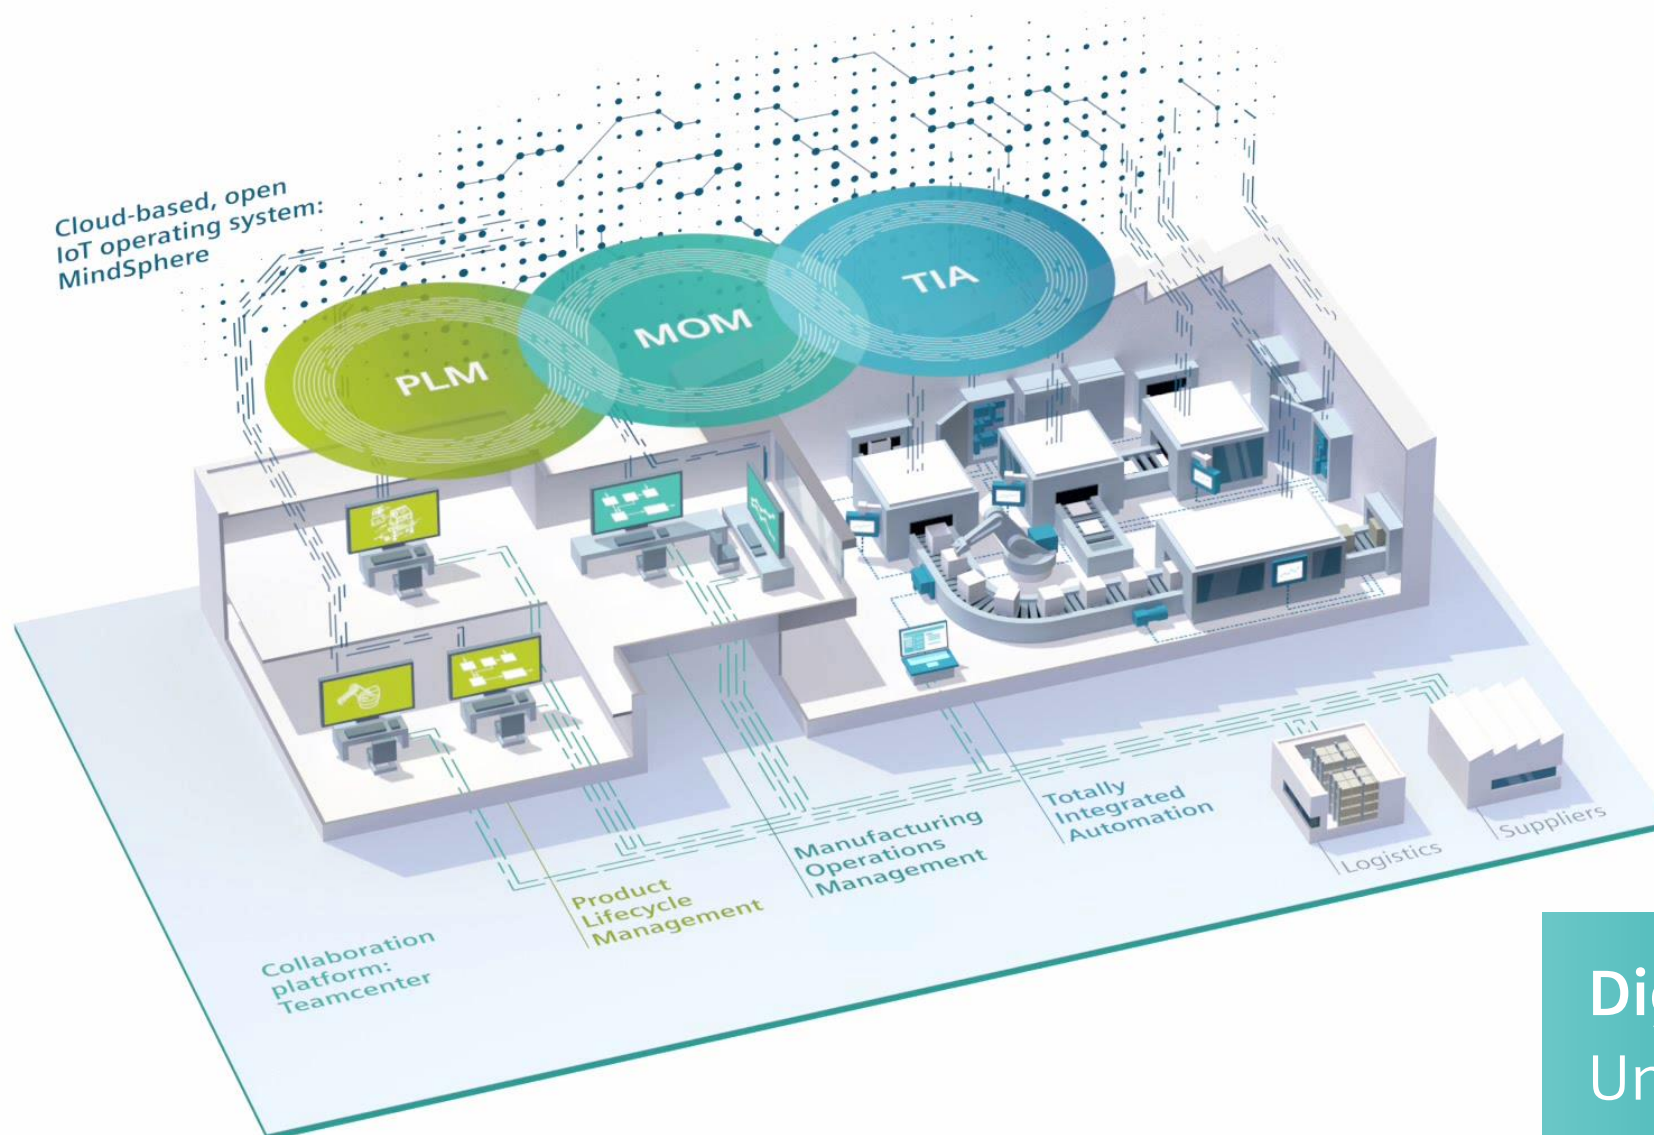 Cloud-based, open
IoT operating system:
MindSphere
PLM
MOM
TIA
Totally
Integrated
Automation
Manufacturing
Operations
Management
Product
Lifecycle
Management
Collaboration
platform:
Teamcenter
Logistics
Suppliers